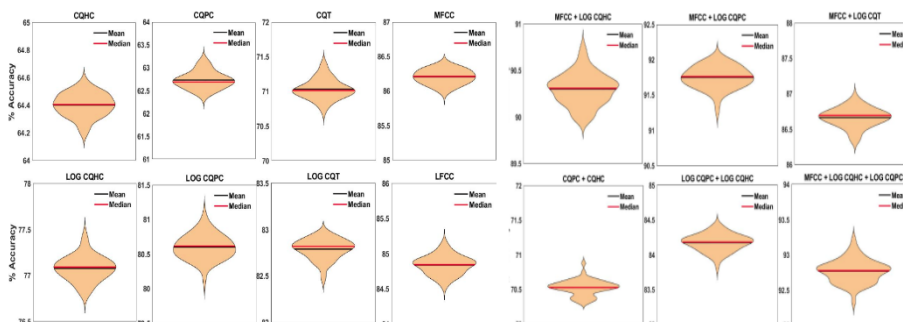 CQHC
CQPC
CQT
MFCC
MFCC + LOG CQHC
MFCC + LOG CQPC
MFCC + LOG CQT
% Accuracy
65
64.8
64.6
64.4
64.2
64
Mean
Median
64
63.5
63
62.5
62
61.5
61
Mean
Median
72
71.5
71
70.5
70
Mean
Median
88
87
86
85
Mean
Median
91
90.5
90
89.5
Mean
Median
92.5
92
91.5
91
90.5
Mean
Median
88
87.5
87
86.5
86
Mean
Median
LOG CQHC
LOG CQPC
LOG CQT
LFCC
CQPC + CQHC
LOG CQPC + LOG CQHC
MFCC + LOG CQHC + LOG CQPC
% Accuracy
78
77.5
77
76.5
Mean
Median
81.5
81
80.5
80
Mean
Median
83.5
83
82.5
82
Mean
Median
86
85.5
85
84.5
84
Mean
Median
72
71.5
71
70.5
Mean
Median
85
84.5
84
83.5
83
Mean
Median
94
93.5
93
92.5
Mean
Median